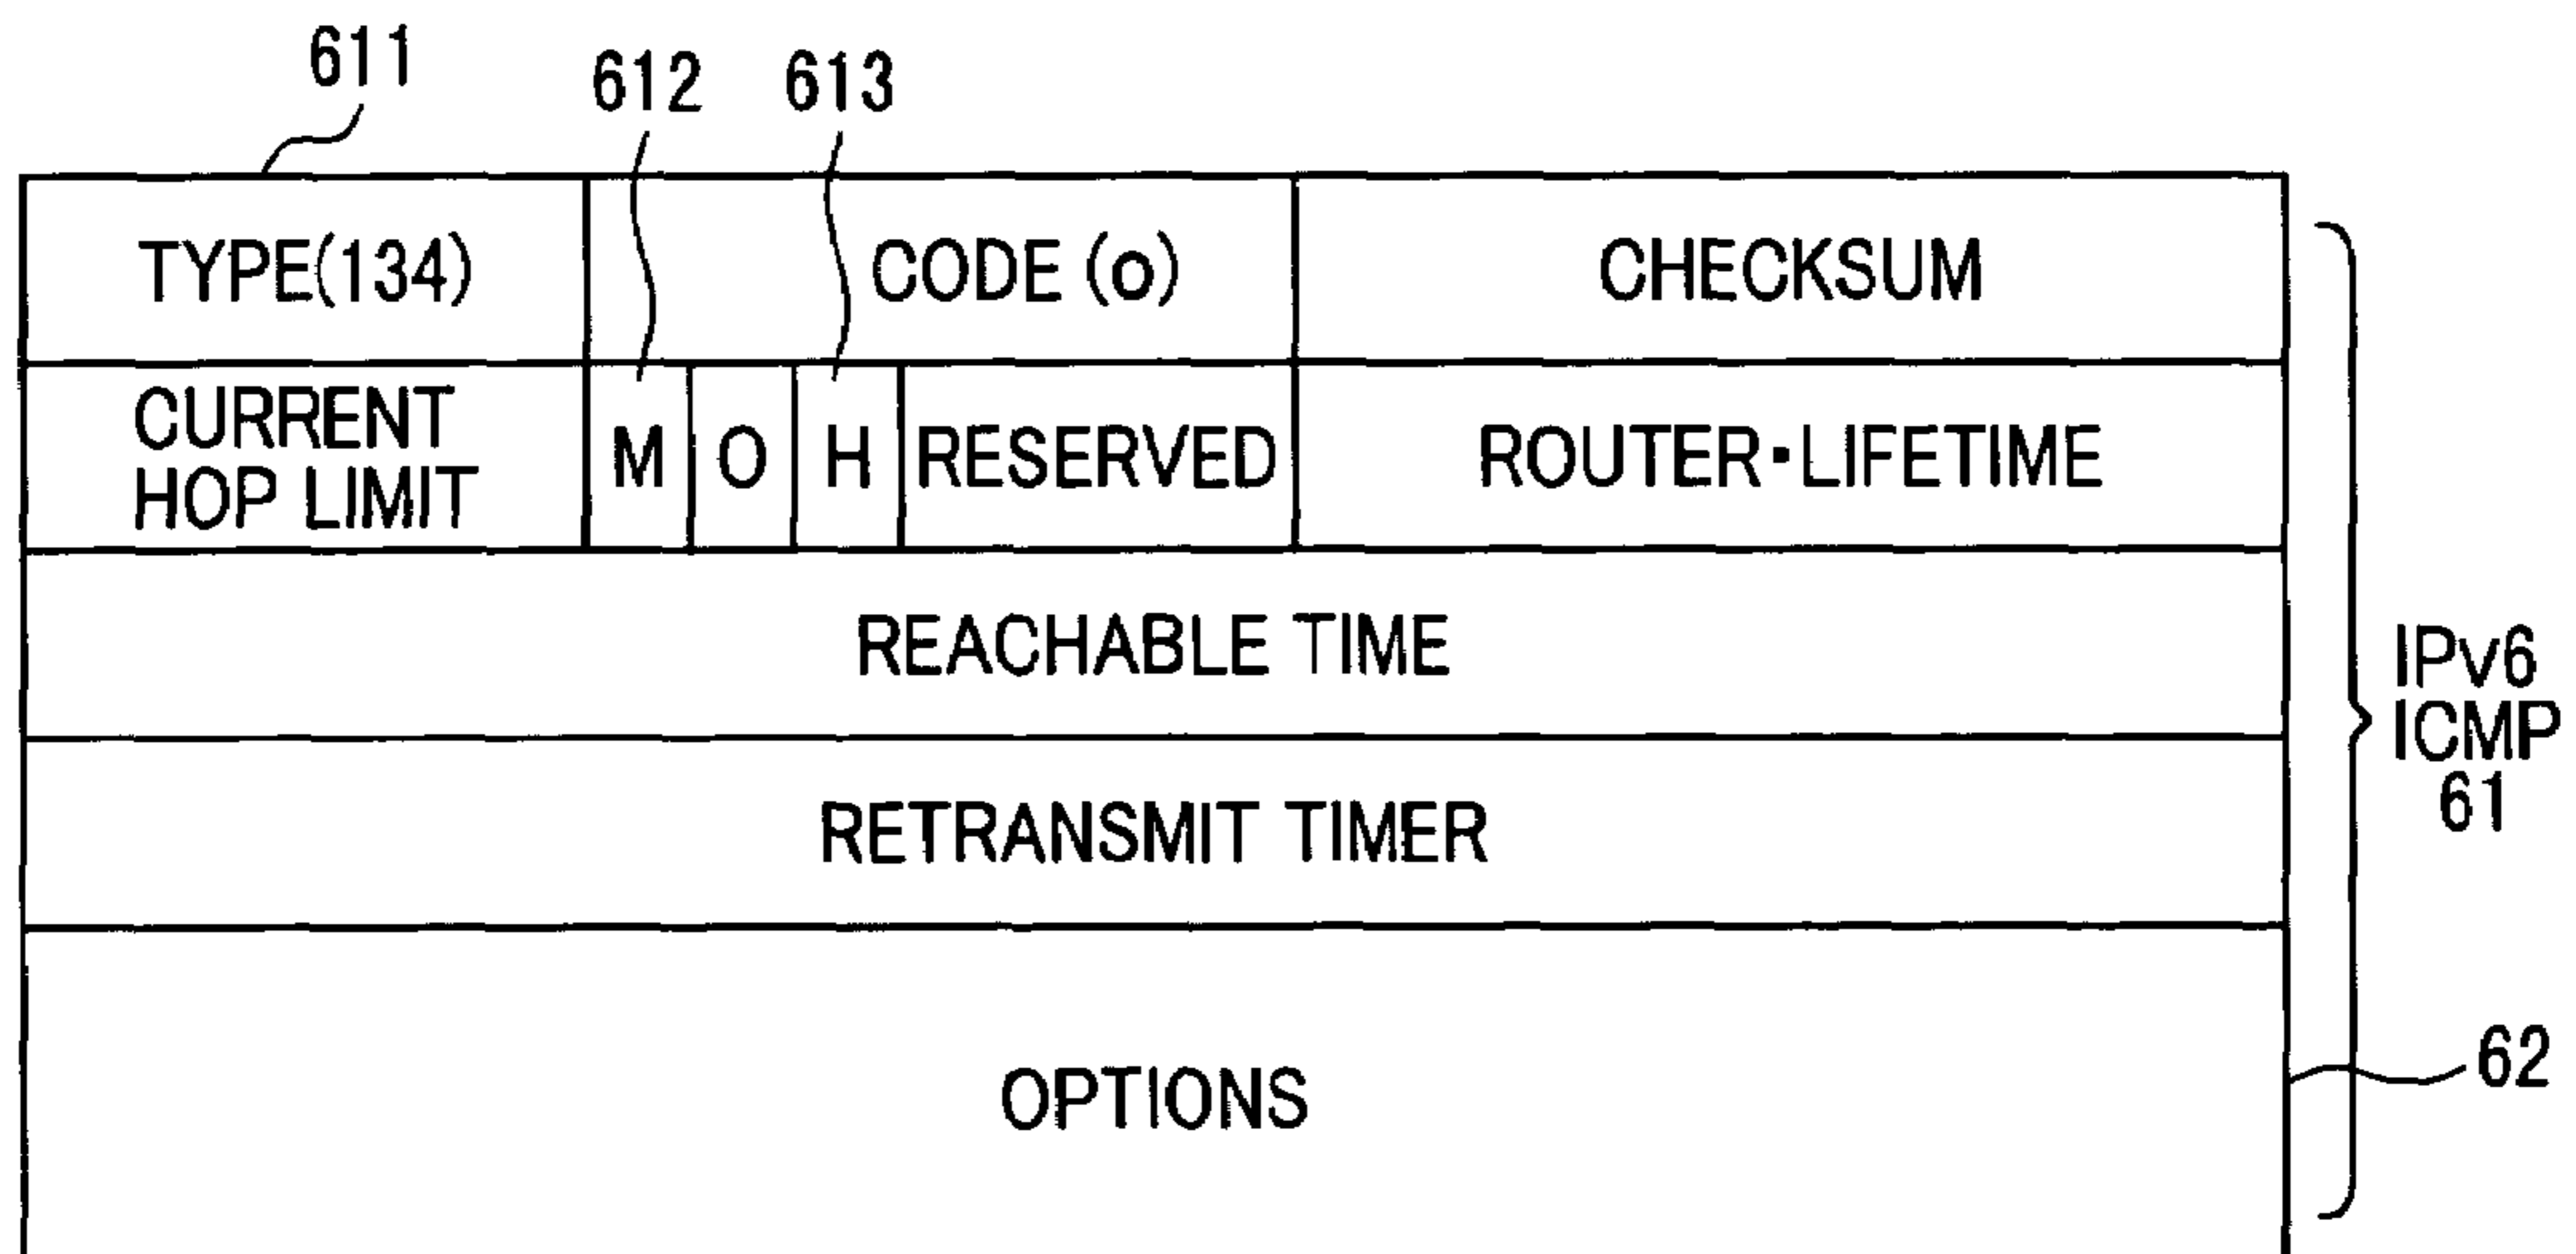 611
612
613
TYPE(134)
CODE (o)
CHECKSUM
CURRENT
HOP LIMIT
M
O
H
RESERVED
ROUTER・LIFETIME
REACHABLE TIME
RETRANSMIT TIMER
OPTIONS
IPv6
ICMP
61
62